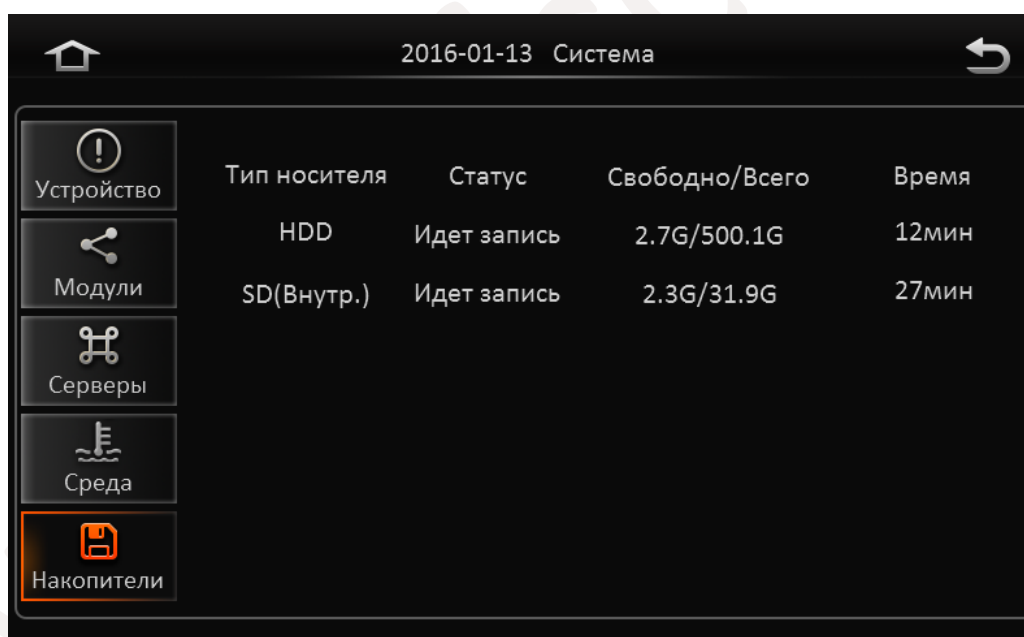 2016-01-13 Система
Устройство
Модули
Серверы
Среда
Накопители
Тип носителя Статус Свободно/Всего Время
HDD Идет запись 2.7G/500.1G 12мин
SD(Внутр.) Идет запись 2.3G/31.9G 27мин